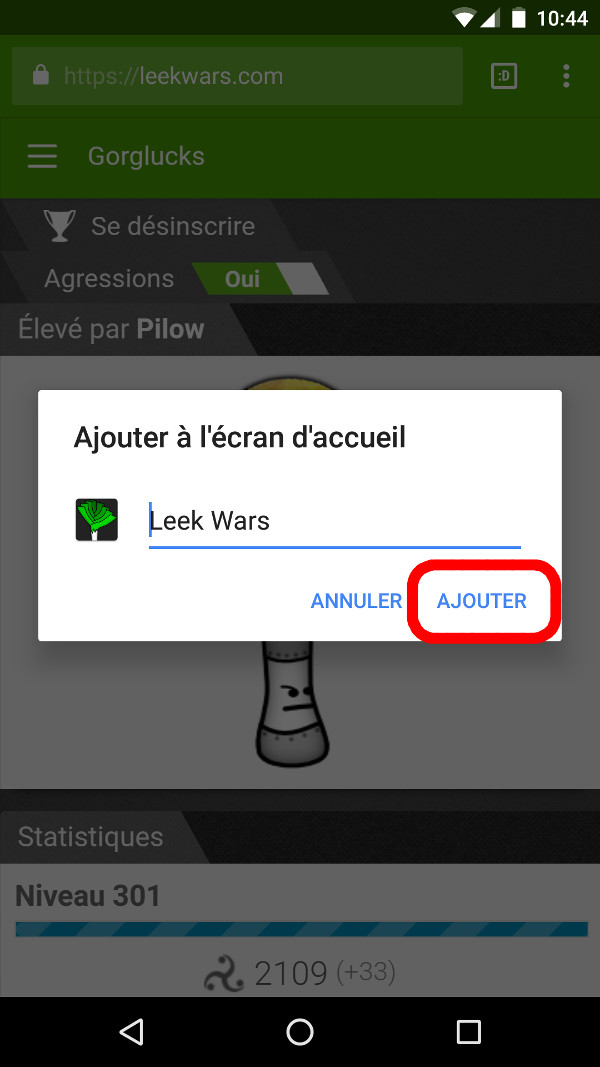 10:44
https://leekwars.com
:D
Gorglucks
Se désinscrire
Agressions Oui
Élevé par Pilow
Ajouter à l'écran d'accueil
Leek Wars
ANNULER AJOUTER
Statistiques
Niveau 301
2109 (+33)